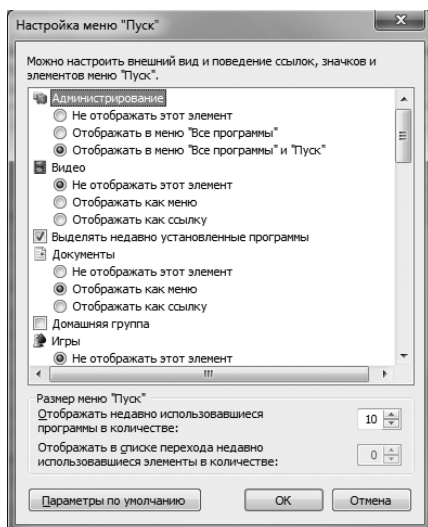 Настройка меню "Пуск"
Можно настроить внешний вид и поведение ссылок, значков и
элементов меню "Пуск".
Администрирование
Не отображать этот элемент
Отображать в меню "Все программы"
Отображать в меню "Все программы" и "Пуск"
Видео
Не отображать этот элемент
Отображать как меню
Отображать как ссылку
Выделять недавно установленные программы
Документы
Не отображать этот элемент
Отображать как меню
Отображать как ссылку
Домашняя группа
Игры
Не отображать этот элемент
Размер меню "Пуск"
Отображать недавно использовавшиеся
программы в количестве:
10
Отображать в списке перехода недавно
использовавшиеся элементы в количестве:
0
Параметры по умолчанию
ОК
Отмена